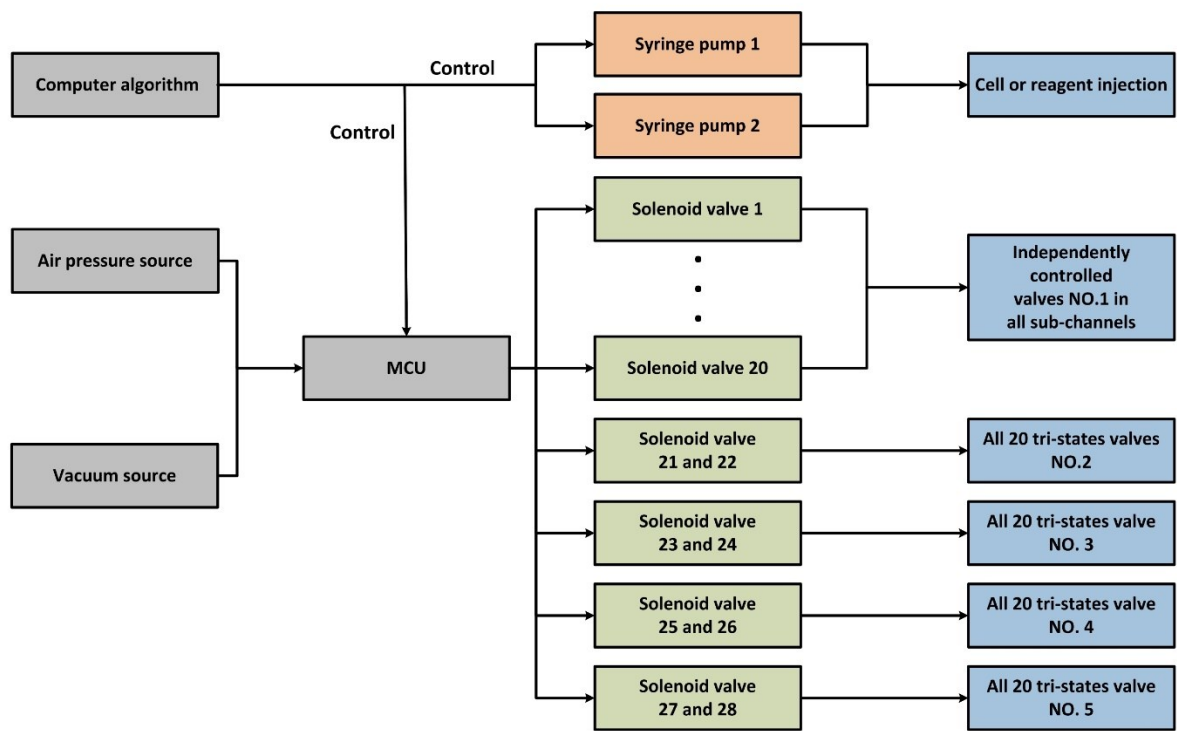 Computer algorithm
Control
Control
Syringe pump 1
Syringe pump 2
Cell or reagent injection
Air pressure source
Vacuum source
MCU
Solenoid valve 1
Solenoid valve 20
Independently
controlled
valves NO.1 in
all sub-channels
Solenoid valve
21 and 22
All 20 tri-states valves
NO.2
Solenoid valve
23 and 24
All 20 tri-states valve
NO. 3
Solenoid valve
25 and 26
All 20 tri-states valve
NO. 4
Solenoid valve
27 and 28
All 20 tri-states valve
NO. 5